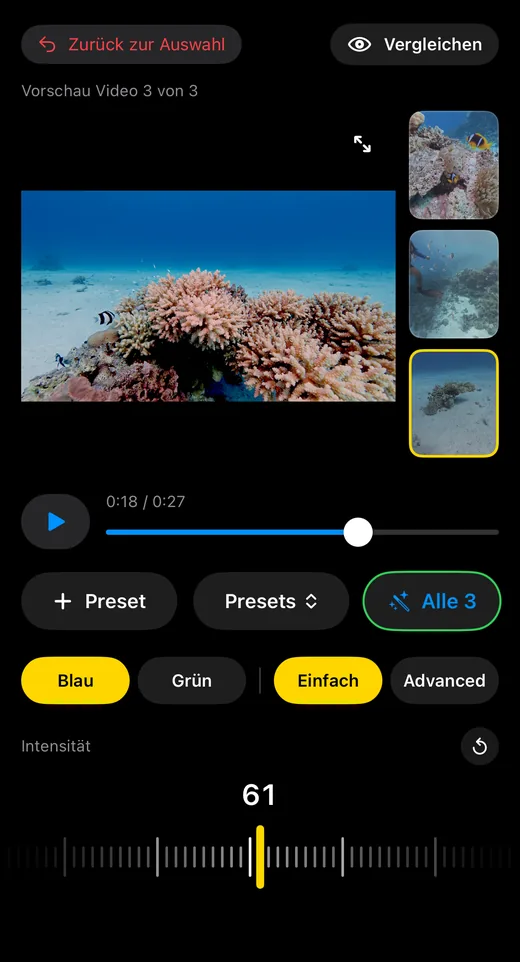 Zurück zur Auswahl
Vergleichen
Vorschau Video 3 von 3
0:18 / 0:27
+ Preset
Presets
Alle 3
Blau
Grün
Einfach
Advanced
Intensität
61